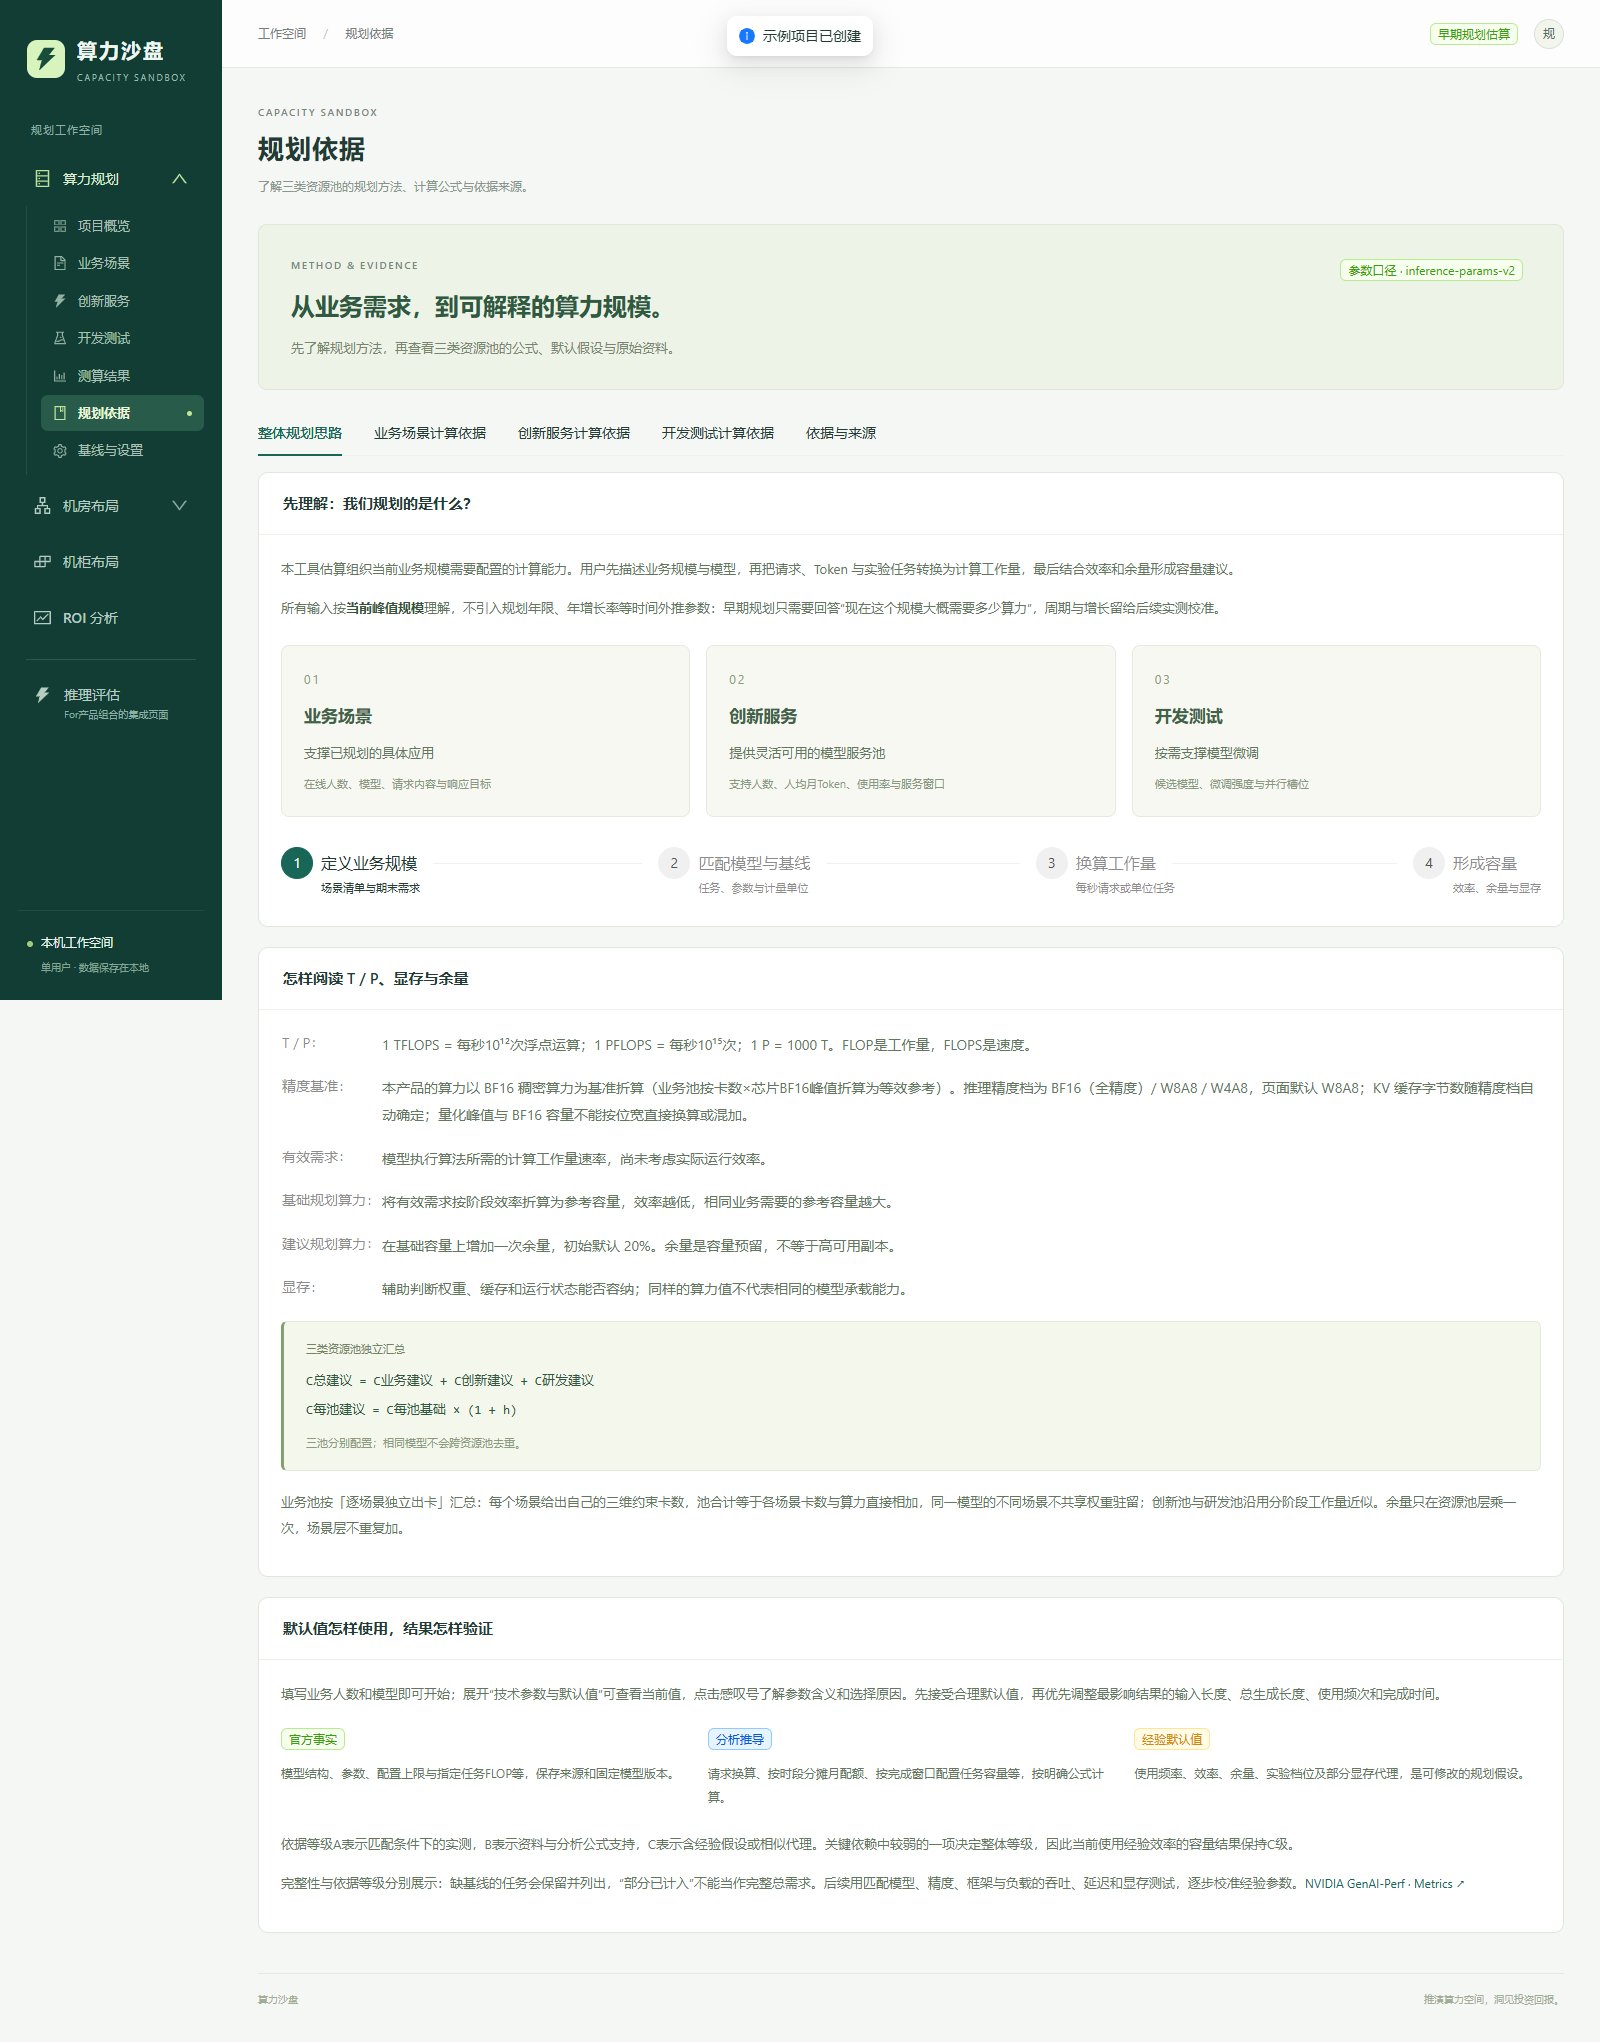 算力沙盘
CAPACITY SANDBOX
规划工作空间
算力规划
项目概览
业务场景
创新服务
开发测试
测算结果
规划依据
基线与设置
机房布局
机柜布局
ROI 分析
推理评估
For产品组合的集成页面
本机工作空间
单用户 · 数据保存在本地
工作空间 / 规划依据
示例项目已创建
早期规划估算
规
CAPACITY SANDBOX
规划依据
了解三类资源池的规划方法、计算公式与依据来源。
METHOD & EVIDENCE
参数口径 · inference-params-v2
从业务需求，到可解释的算力规模。
先了解规划方法，再查看三类资源池的公式、默认假设与原始资料。
整体规划思路 业务场景计算依据 创新服务计算依据 开发测试计算依据 依据与来源
先理解：我们规划的是什么？
本工具估算组织当前业务规模需要配置的计算能力。用户先描述业务规模与模型，再把请求、Token 与实验任务转换为计算工作量，最后结合效率和余量形成容量建议。
所有输入按当前峰值规模理解，不引入规划年限、年增长率等时间外推参数：早期规划只需要回答“现在这个规模大概需要多少算力”，周期与增长留给后续实测校准。
01
业务场景
支撑已规划的具体应用
在线人数、模型、请求内容与响应目标
02
创新服务
提供灵活可用的模型服务池
支持人数、人均月Token、使用率与服务窗口
03
开发测试
按需支撑模型微调
候选模型、微调强度与并行槽位
1 定义业务规模
场景清单与期末需求
2 匹配模型与基线
任务、参数与计量单位
3 换算工作量
每秒请求或单位任务
4 形成容量
效率、余量与显存
怎样阅读 T / P、显存与余量
T / P： 1 TFLOPS = 每秒10¹²次浮点运算；1 PFLOPS = 每秒10¹⁵次；1 P = 1000 T。FLOP是工作量，FLOPS是速度。
精度基准： 本产品的算力以 BF16 稠密算力为基准折算（业务池按卡数×芯片BF16峰值折算为等效参考）。推理精度档为 BF16（全精度）/ W8A8 / W4A8，页面默认 W8A8；KV 缓存字节数随精度档自
动确定；量化峰值与 BF16 容量不能按位宽直接换算或混加。
有效需求： 模型执行算法所需的计算工作量速率，尚未考虑实际运行效率。
基础规划算力： 将有效需求按阶段效率折算为参考容量，效率越低，相同业务需要的参考容量越大。
建议规划算力： 在基础容量上增加一次余量，初始默认 20%。余量是容量预留，不等于高可用副本。
显存： 辅助判断权重、缓存和运行状态能否容纳；同样的算力值不代表相同的模型承载能力。
三类资源池独立汇总
C总建议 = C业务建议 + C创新建议 + C研发建议
C每池建议 = C每池基础 × (1 + h)
三池分别配置；相同模型不会跨资源池去重。
业务池按「逐场景独立出卡」汇总：每个场景给出自己的三维约束卡数，池合计等于各场景卡数与算力直接相加，同一模型的不同场景不共享权重驻留；创新池与研发池沿用分阶段工作量近似。余量只在资源池层乘一
次，场景层不重复加。
默认值怎样使用，结果怎样验证
填写业务人数和模型即可开始；展开“技术参数与默认值”可查看当前值，点击感叹号了解参数含义和选择原因。先接受合理默认值，再优先调整最影响结果的输入长度、总生成长度、使用频次和完成时间。
官方事实
模型结构、参数、配置上限与指定任务FLOP等，保存来源和固定模型版本。
分析推导
请求换算、按时段分摊月配额、按完成窗口配置任务容量等，按明确公式计
算。
经验默认值
使用频率、效率、余量、实验档位及部分显存代理，是可修改的规划假设。
依据等级A表示匹配条件下的实测，B表示资料与分析公式支持，C表示含经验假设或相似代理。关键依赖中较弱的一项决定整体等级，因此当前使用经验效率的容量结果保持C级。
完整性与依据等级分别展示：缺基线的任务会保留并列出，“部分已计入”不能当作完整总需求。后续用匹配模型、精度、框架与负载的吞吐、延迟和显存测试，逐步校准经验参数。NVIDIA GenAI-Perf · Metrics ↗
算力沙盘
推演算力空间，洞见投资回报。